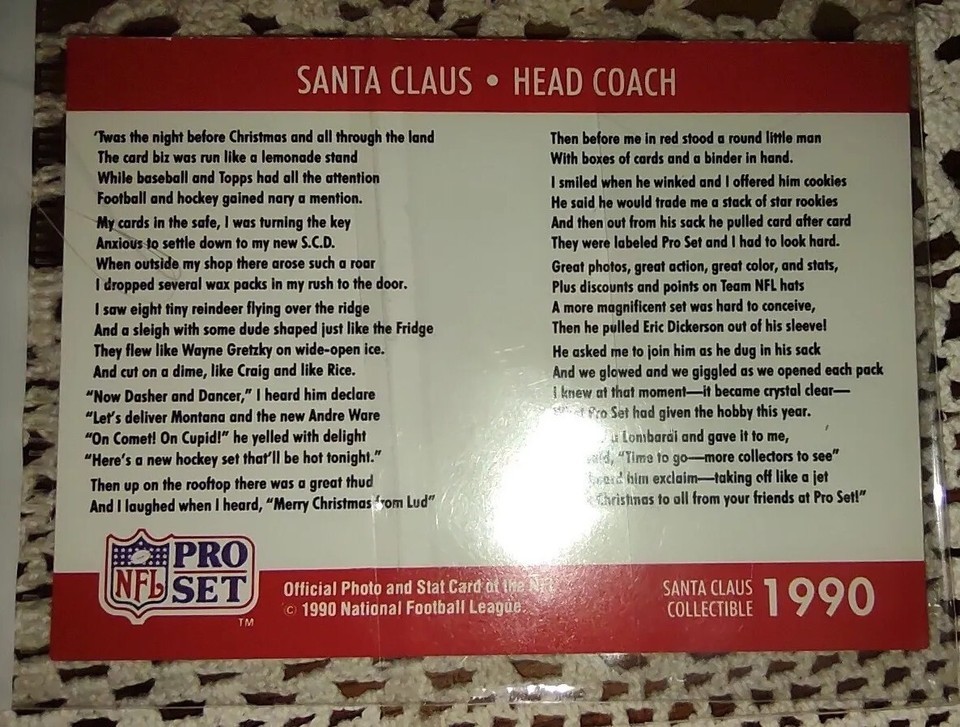 SANTA CLAUS • HEAD COACH
'Twas the night before Christmas and all through the land
The card biz was run like a lemonade stand
While baseball and Topps had all the attention
Football and hockey gained nary a mention.
My cards in the safe, I was turning the key
Anxious to settle down to my new S.C.D.
When outside my shop there arose such a roar
I dropped several wax packs in my rush to the door.
I saw eight tiny reindeer flying over the ridge
And a sleigh with some dude shaped just like the Fridge
They flew like Wayne Gretzky on wide-open ice.
And cut on a dime, like Craig and like Rice.
"Now Dasher and Dancer," I heard him declare
"Let's deliver Montana and the new Andre Ware
"On Comet! On Cupid!" he yelled with delight
"Here's a new hockey set that'll be hot tonight."
Then up on the rooftop there was a great thud
And I laughed when I heard, "Merry Christmas from Lud"
Then before me in red stood a round little man
With boxes of cards and a binder in hand.
I smiled when he winked and I offered him cookies
He said he would trade me a stack of star rookies
And then out from his sack he pulled card after card
They were labeled Pro Set and I had to look hard.
Great photos, great action, great color, and stats,
Plus discounts and points on Team NFL hats
A more magnificent set was hard to conceive,
Then he pulled Eric Dickerson out of his sleeve!
He asked me to join him as he dug in his sack
And we glowed and we giggled as we opened each pack
I knew at that moment—it became crystal clear—
What Pro Set had given the hobby this year.
a Lombardi and gave it to me,
said, "Time to go—more collectors to see"
heard him exclaim—taking off like a jet
Christmas to all from your friends at Pro Set!"
NFL PRO SET TM
Official Photo and Stat Card of the NFL
© 1990 National Football League.
SANTA CLAUS COLLECTIBLE 1990